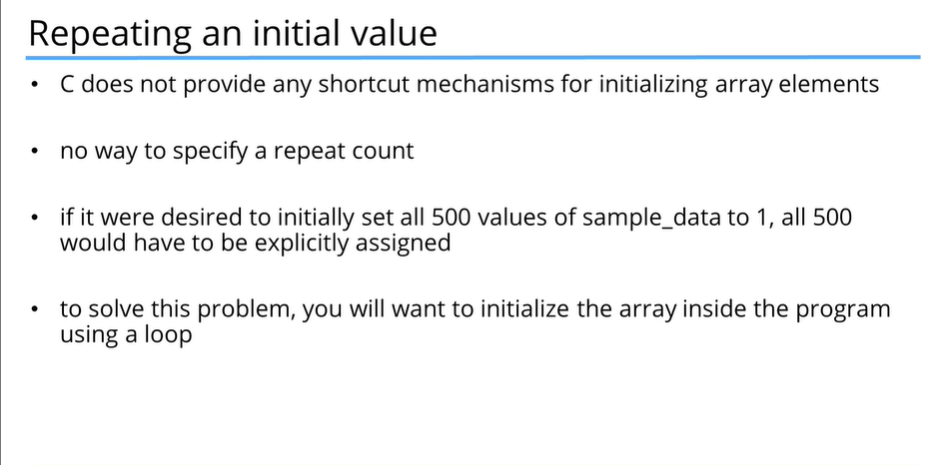 Repeating an initial value
• C does not provide any shortcut mechanisms for initializing array elements
• no way to specify a repeat count
• if it were desired to initially set all 500 values of sample_data to 1, all 500
would have to be explicitly assigned
• to solve this problem, you will want to initialize the array inside the program
using a loop